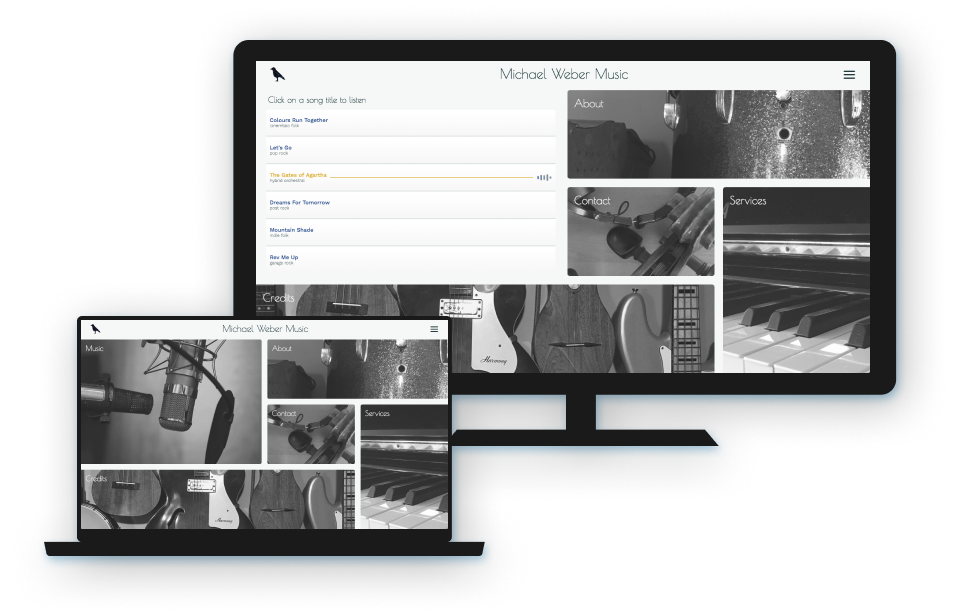 Michael Weber Music
Click on a song title to listen
Colours Run Together
cinematic folk
Let's Go
pop rock
The Gates of Agartha
hybrid orchestral
Dreams For Tomorrow
post rock
Mountain Shade
indie folk
Rev Me Up
garage rock
About
Contact
Services
Credits
Harmony
Michael Weber Music
Music
About
Contact
Services
Credits
Harmony